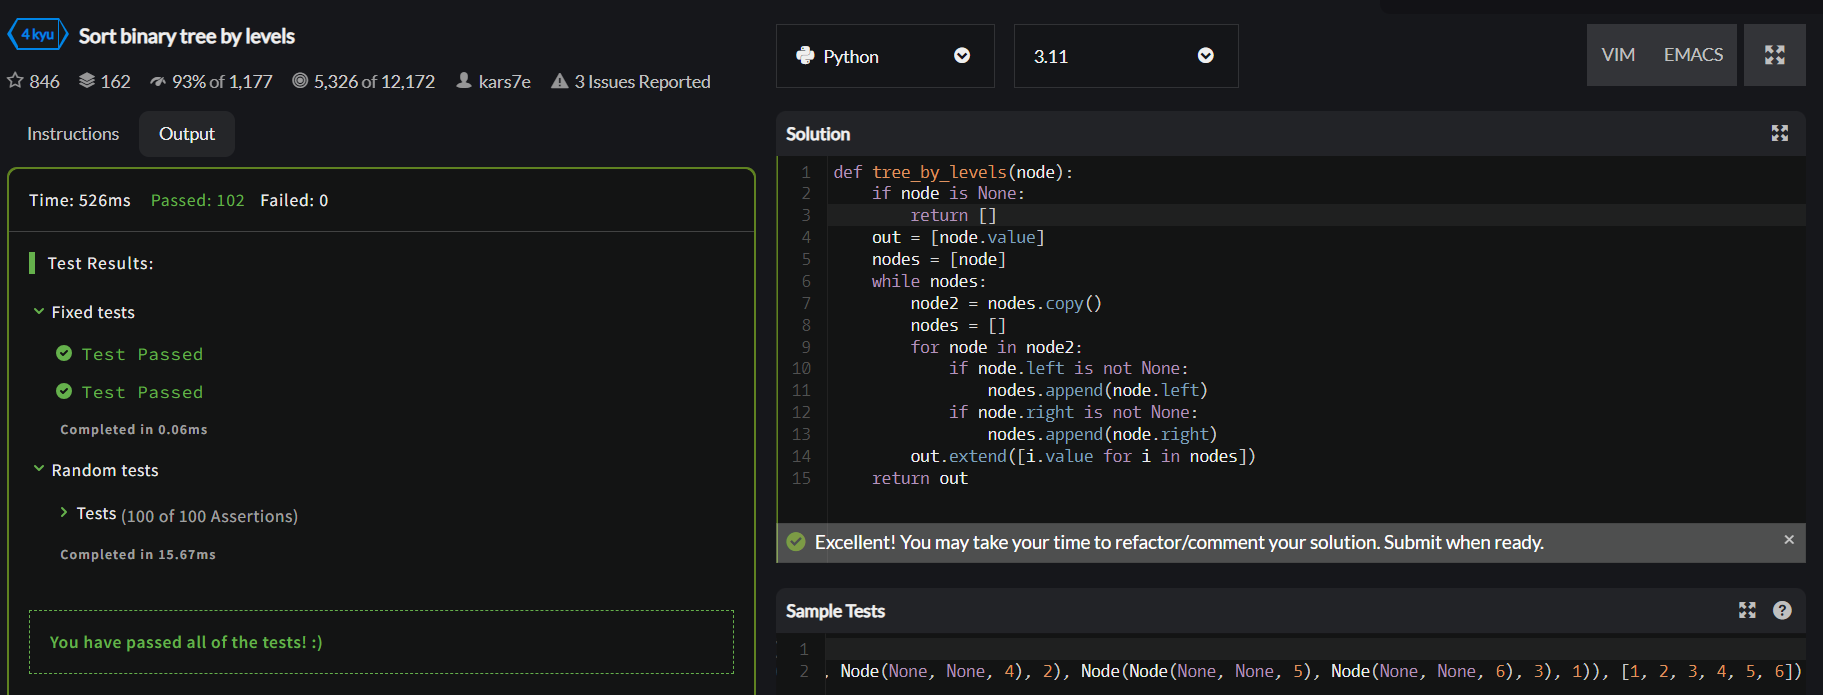 4 kyu Sort binary tree by levels
846 162 93% of 1,177 5,326 of 12,172 kars7e 3 Issues Reported
Instructions Output
Time: 526ms Passed: 102 Failed: 0
Test Results:
Fixed tests
Test Passed
Test Passed
Completed in 0.06ms
Random tests
Tests (100 of 100 Assertions)
Completed in 15.67ms
You have passed all of the tests! :)
Python 3.11 VIM EMACS
Solution
1 def tree_by_levels(node):
2     if node is None:
3         return []
4     out = [node.value]
5     nodes = [node]
6     while nodes:
7         node2 = nodes.copy()
8         nodes = []
9         for node in node2:
10             if node.left is not None:
11                 nodes.append(node.left)
12             if node.right is not None:
13                 nodes.append(node.right)
14         out.extend([i.value for i in nodes])
15     return out
Excellent! You may take your time to refactor/comment your solution. Submit when ready. ×
Sample Tests ?
1
2 , Node(None, None, 4), 2), Node(Node(None, None, 5), Node(None, None, 6), 3), 1)), [1, 2, 3, 4, 5, 6])